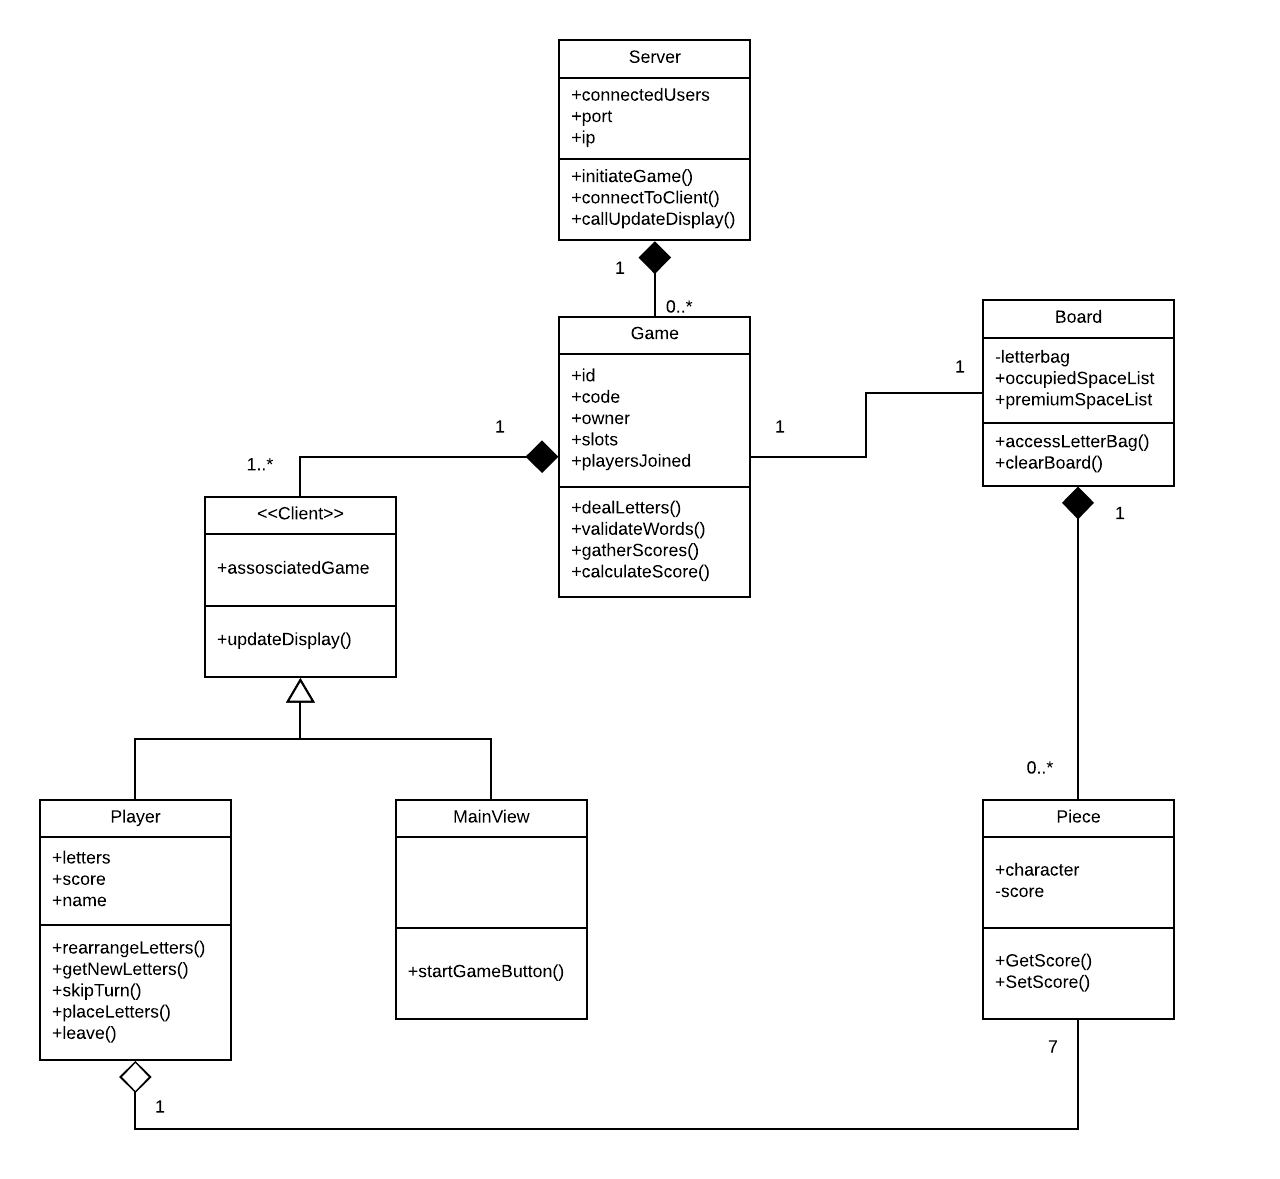 Server
+connectedUsers
+port
+ip
+initiateGame()
+connectToClient()
+callUpdateDisplay()
1
0..*
Game
+id
+code
+owner
+slots
+playersJoined
+dealLetters()
+validateWords()
+gatherScores()
+calculateScore()
1
1..*
1
1
Board
-letterbag
+occupiedSpaceList
+premiumSpaceList
+accessLetterBag()
+clearBoard()
1
0..*
<<Client>>
+assosciatedGame
+updateDisplay()
Player
+letters
+score
+name
+rearrangeLetters()
+getNewLetters()
+skipTurn()
+placeLetters()
+leave()
1
MainView
+startGameButton()
Piece
+character
-score
+GetScore()
+SetScore()
7